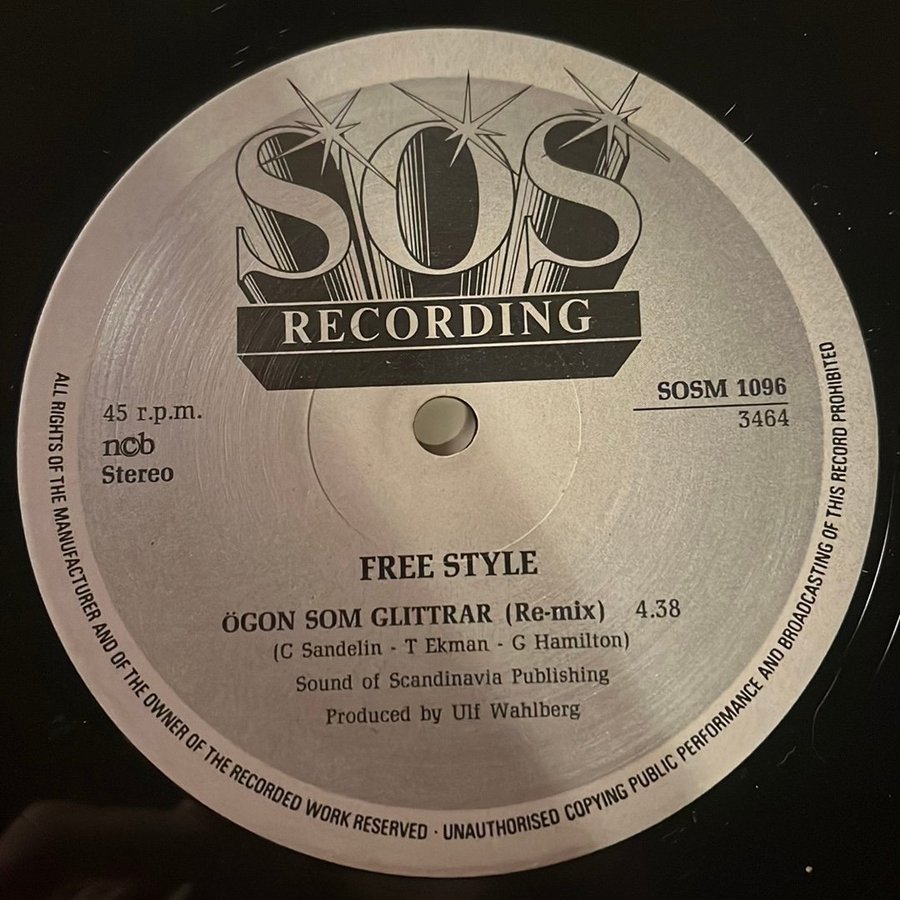 SOS
RECORDING
45 r.p.m.
ncb
Stereo
SOSM 1096
3464
FREE STYLE
ÖGON SOM GLITTRAR (Re-mix) 4.38
(C Sandelin - T Ekman - G Hamilton)
Sound of Scandinavia Publishing
Produced by Ulf Wahlberg
ALL RIGHTS OF THE MANUFACTURER AND OF THE OWNER OF THE RECORDED WORK RESERVED · UNAUTHORISED COPYING PUBLIC PERFORMANCE AND BROADCASTING OF THIS RECORD PROHIBITED